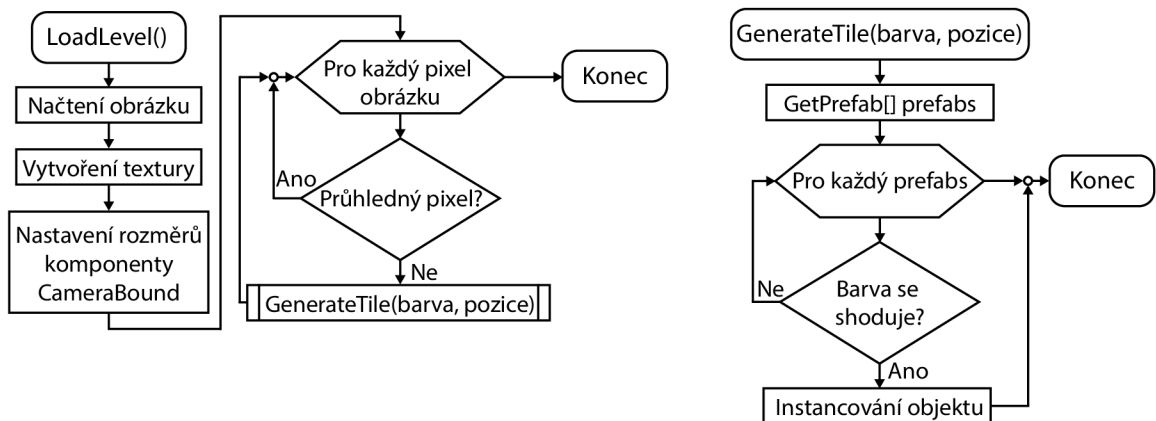 LoadLevel()
Načtení obrázku
Vytvoření textury
Nastavení rozměrů
komponenty
CameraBound
Pro každý pixel
obrázku
Konec
Ano
Průhledný pixel?
Ne
GenerateTile(barva, pozice)
GenerateTile(barva, pozice)
GetPrefab[] prefabs
Pro každý prefabs
Konec
Ne
Barva se
shoduje?
Ano
Instancování objektu